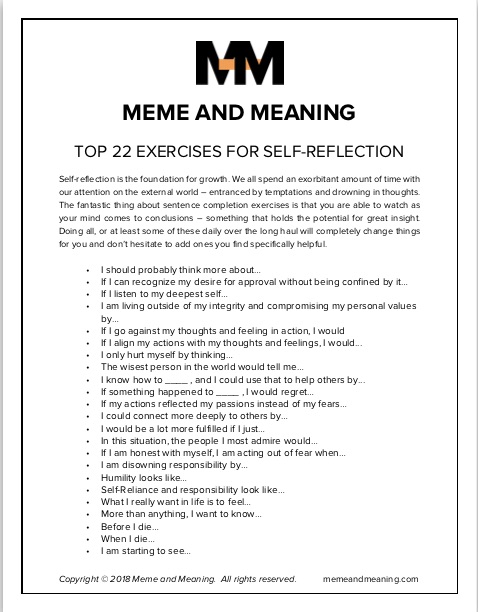 MM
MEME AND MEANING
TOP 22 EXERCISES FOR SELF-REFLECTION
Self-reflection is the foundation for growth. We all spend an exorbitant amount of time with
our attention on the external world – entranced by temptations and drowning in thoughts.
The fantastic thing about sentence completion exercises is that you are able to watch as
your mind comes to conclusions – something that holds the potential for great insight.
Doing all, or at least some of these daily over the long haul will completely change things
for you and don't hesitate to add ones you find specifically helpful.
• I should probably think more about...
• If I can recognize my desire for approval without being confined by it...
• If I listen to my deepest self...
• I am living outside of my integrity and compromising my personal values
by...
• If I go against my thoughts and feeling in action, I would
• If I align my actions with my thoughts and feelings, I would...
• I only hurt myself by thinking...
• The wisest person in the world would tell me...
• I know how to ____ , and I could use that to help others by...
• If something happened to ____ , I would regret...
• If my actions reflected my passions instead of my fears...
• I could connect more deeply to others by...
• I would be a lot more fulfilled if I just...
• In this situation, the people I most admire would...
• If I am honest with myself, I am acting out of fear when...
• I am disowning responsibility by...
• Humility looks like...
• Self-Reliance and responsibility look like...
• What I really want in life is to feel...
• More than anything, I want to know...
• Before I die...
• When I die...
• I am starting to see...
Copyright © 2018 Meme and Meaning. All rights reserved. memeandmeaning.com